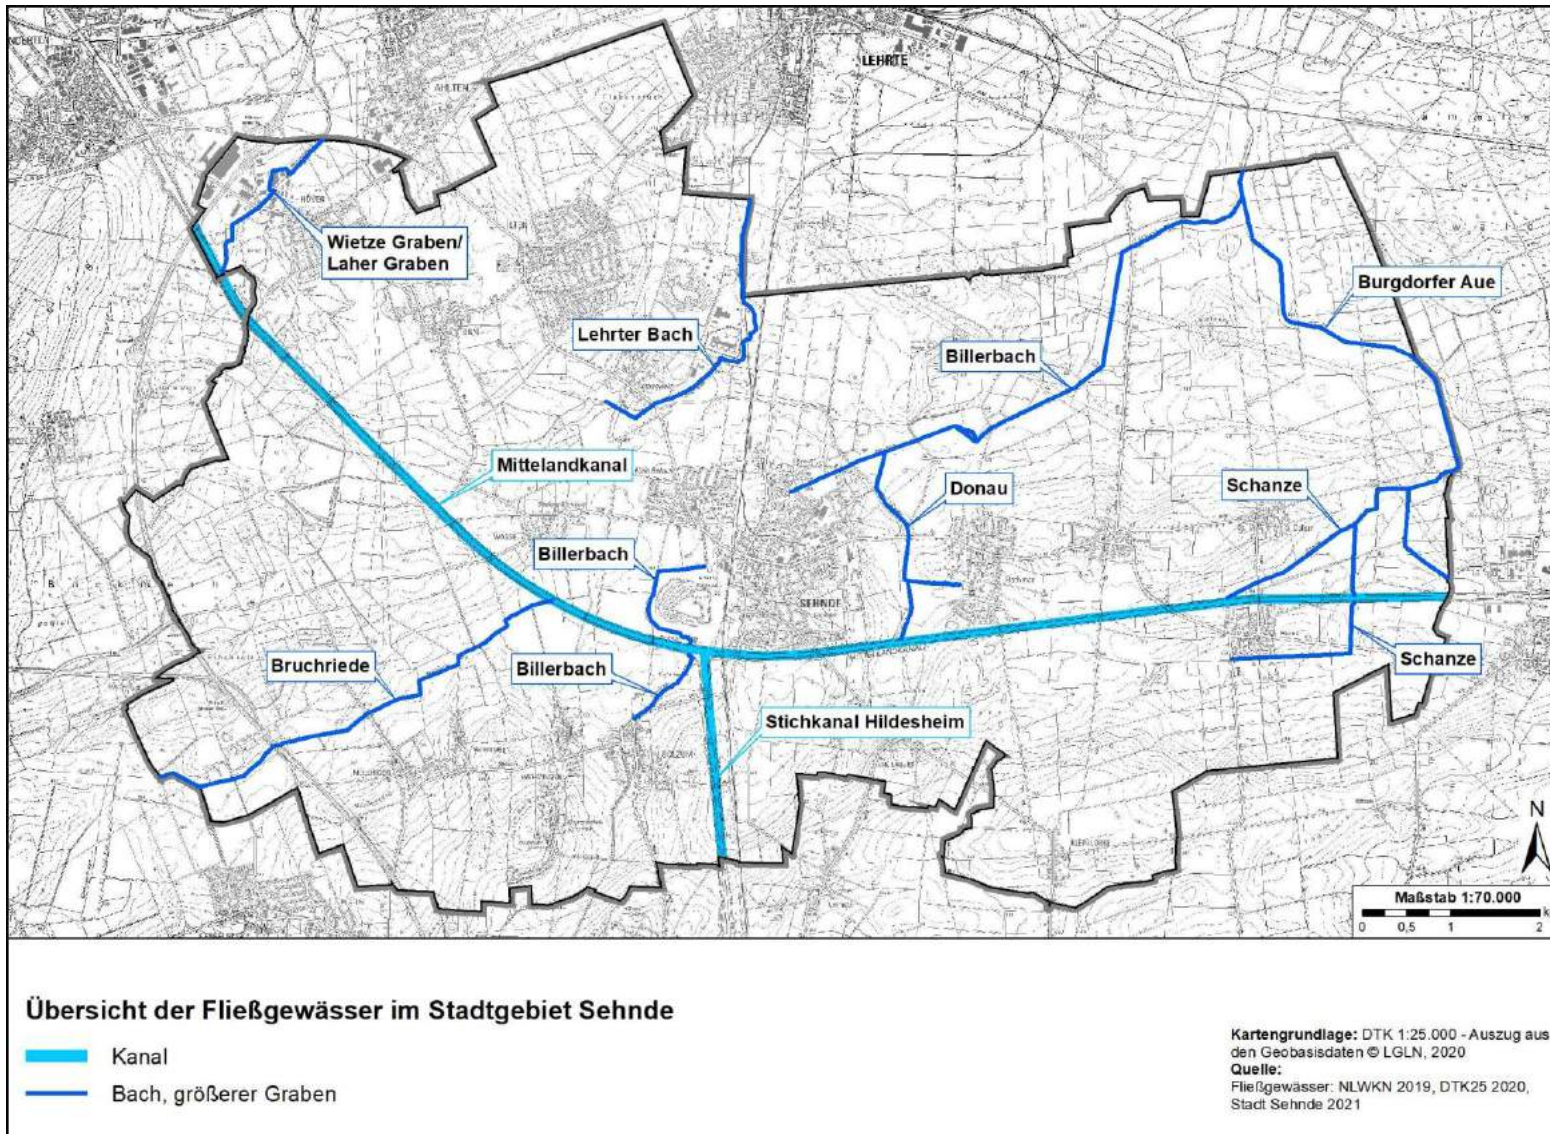 LEHRTE
AHLTEN
HÖVER
Wietze Graben/
Laher Graben
Burgdorfer Aue
Lehrter Bach
Billerbach
Mittelandkanal
Donau
Schanze
Billerbach
SEHNDE
Bruchriede
Billerbach
Schanze
Stichkanal Hildesheim
N
Maßstab 1:70.000
0 0,5 1 2
Übersicht der Fließgewässer im Stadtgebiet Sehnde
Kanal
Bach, größerer Graben
Kartengrundlage: DTK 1:25.000 - Auszug aus
den Geobasisdaten © LGLN, 2020
Quelle:
Fließgewässer: NLWKN 2019, DTK25 2020,
Stadt Sehnde 2021